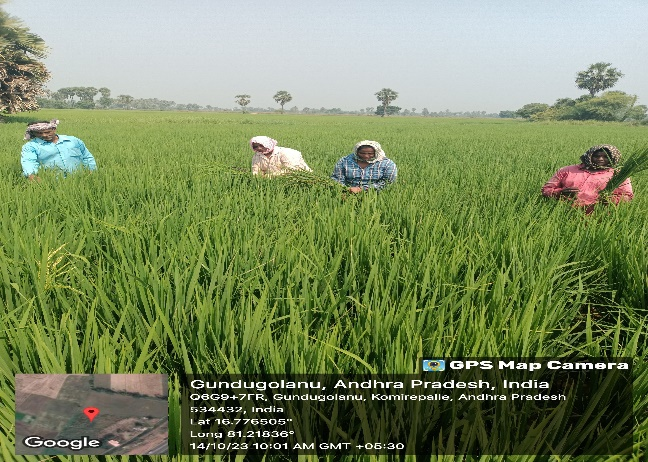 GPS Map Camera
Gundugolanu, Andhra Pradesh, India
Q6G9+7FR, Gundugolanu, Komirepalle, Andhra Pradesh
534432, India
Lat 16.776505°
Long 81.21836°
14/10/23 10:01 AM GMT +05:30
Google